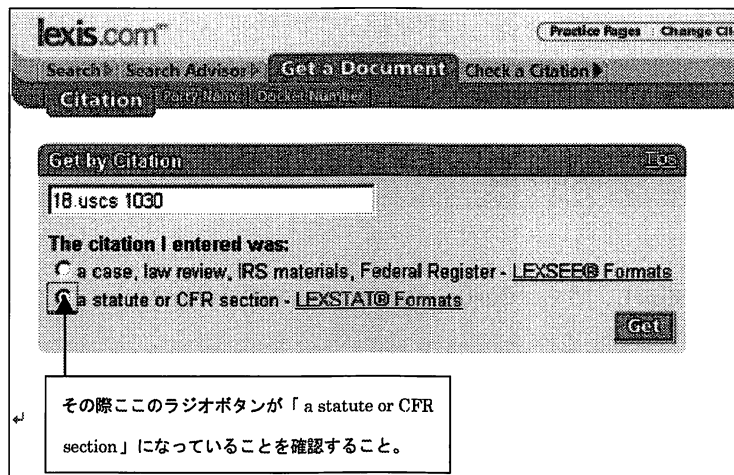 lexis.com™
Practice Pages Change Cli
Search Search Advisor Get a Document Check a Citation
Citation Party Name Docket Number
Get by Citation
18 uscs 1030
The citation I entered was:
a case, law review, IRS materials, Federal Register - LEXSEE® Formats
a statute or CFR section - LEXSTAT® Formats
Get
その際ここのラジオボタンが「 a statute or CFR
section」になっていることを確認すること。